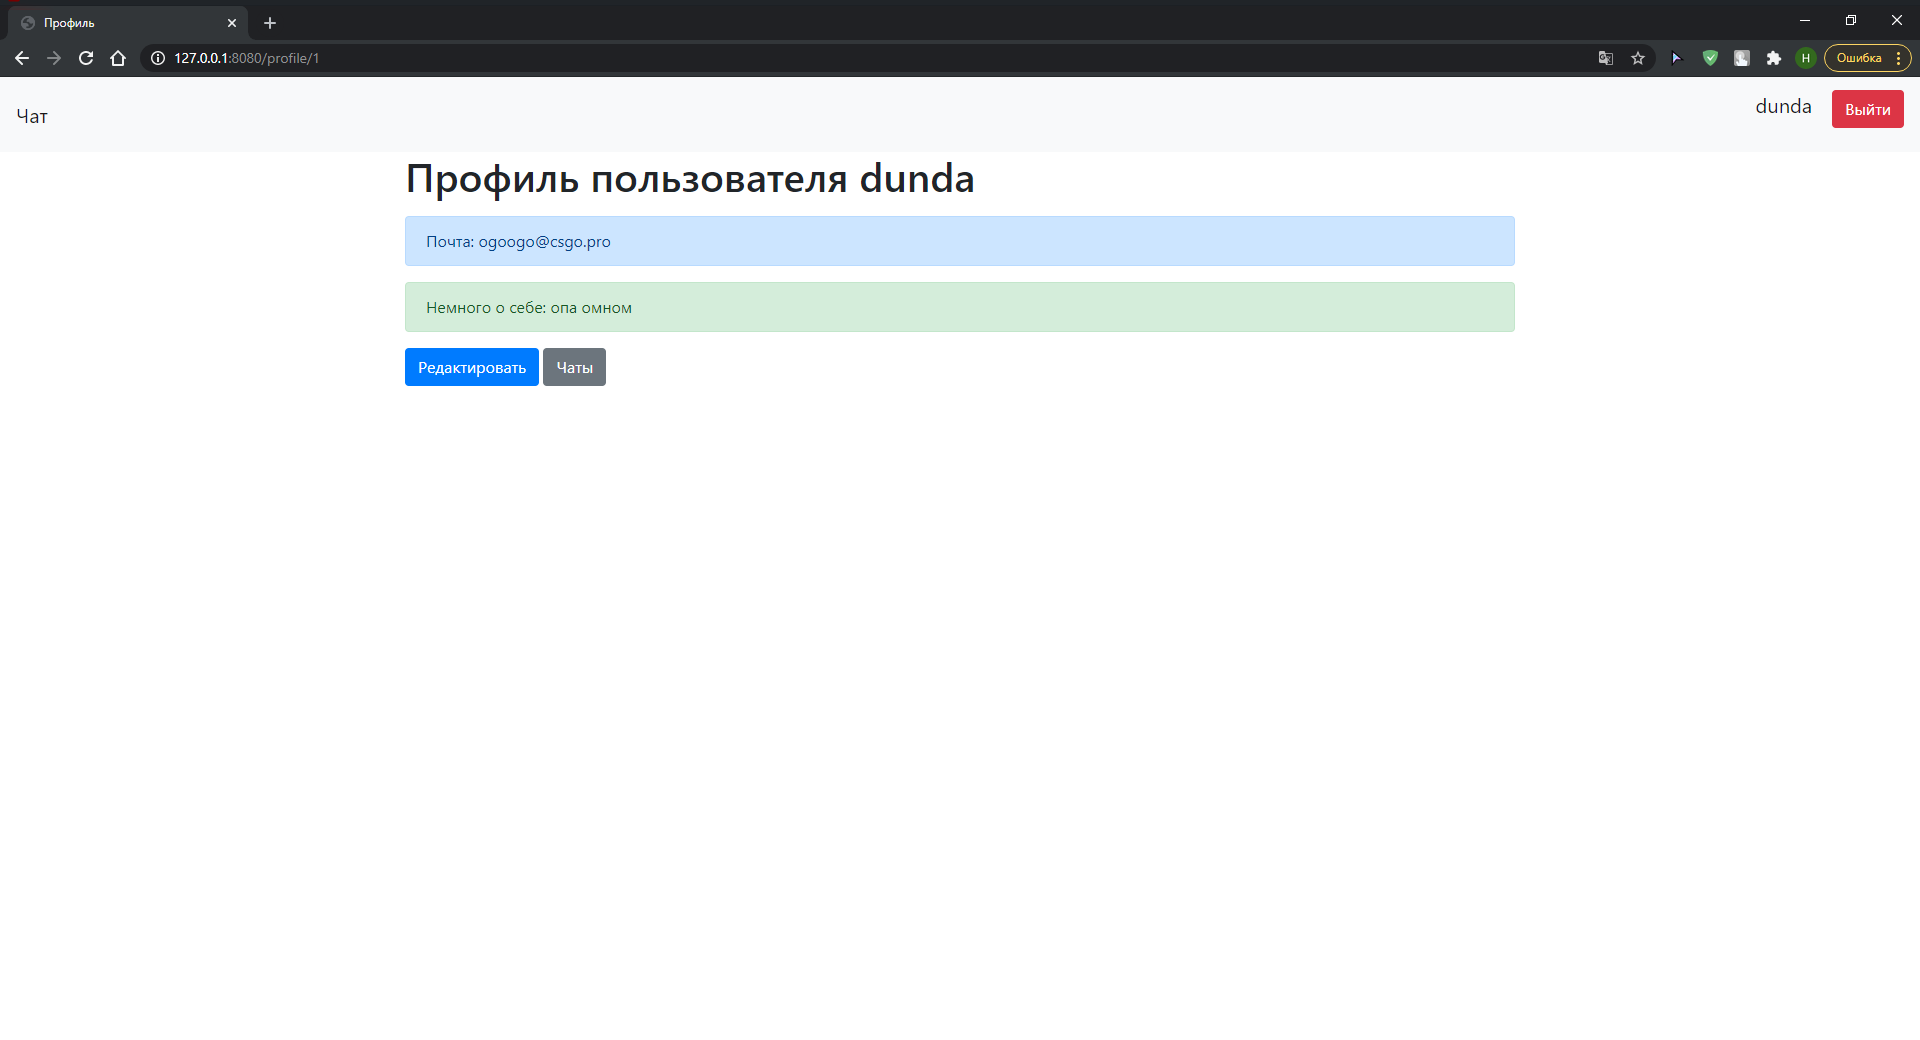 Профиль
127.0.0.1:8080/profile/1
H
Ошибка
Чат
dunda
Выйти
Профиль пользователя dunda
Почта: ogoogo@csgo.pro
Немного о себе: опа омном
Редактировать
Чаты